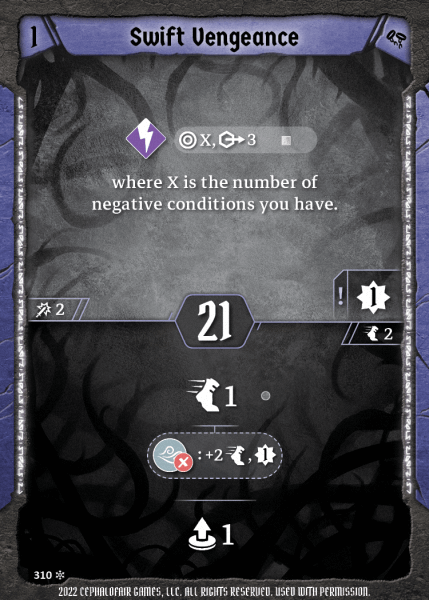 1 Swift Vengeance
X, 3
where X is the number of
negative conditions you have.
! 1
2
21
2
1
: +2 , 1
1
310
2022 CEPHALOFAIR GAMES, LLC. ALL RIGHTS RESERVED. USED WITH PERMISSION.